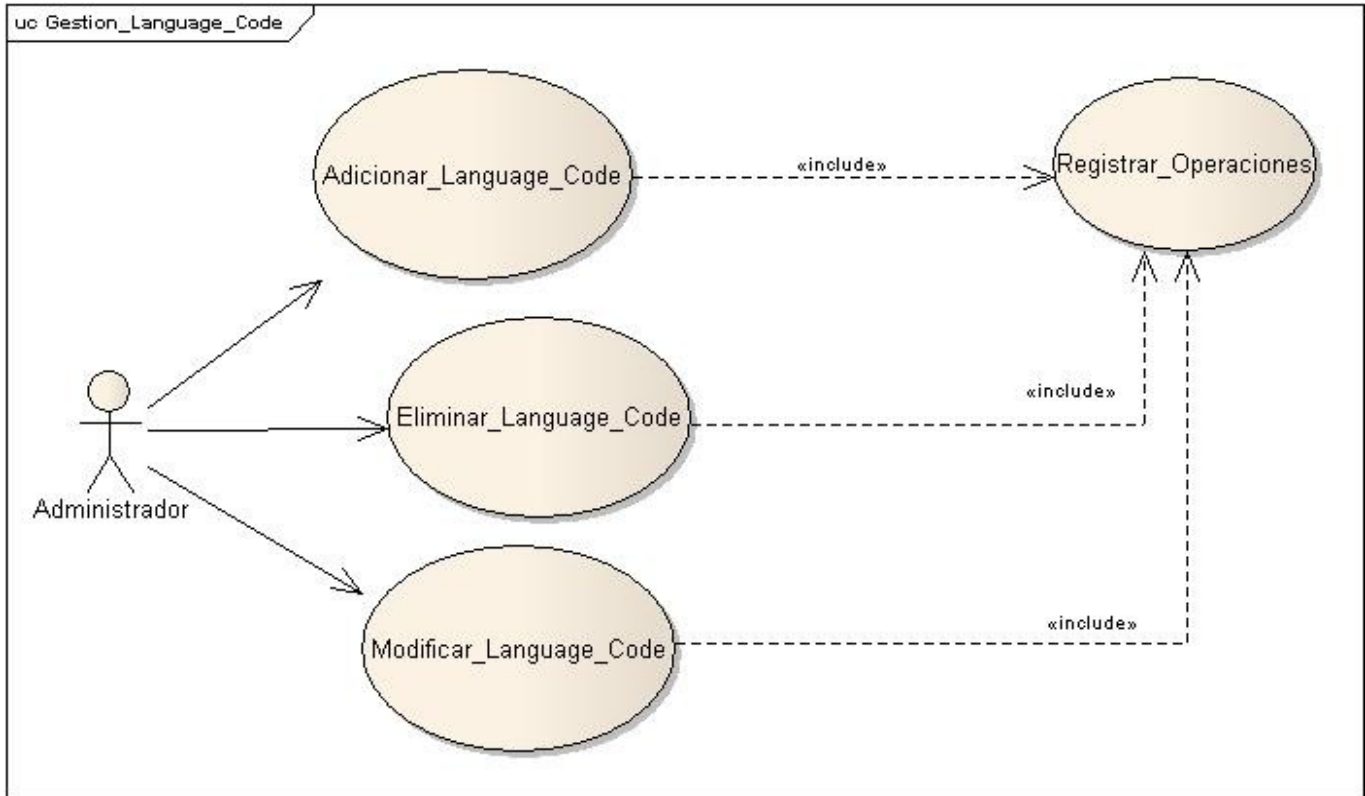 uc Gestion_Language_Code
Adicionar_Language_Code
«include»
Registrar_Operaciones
Eliminar_Language_Code
«include»
Administrador
Modificar_Language_Code
«include»